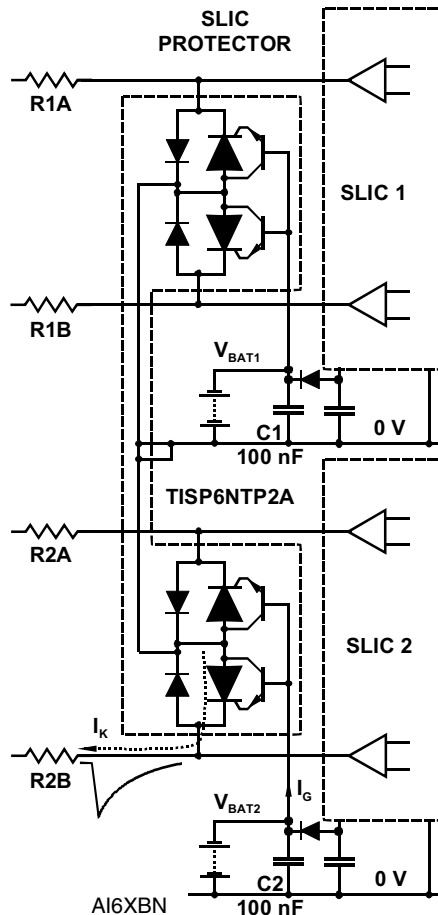 SLIC
PROTECTOR
R1A
SLIC 1
R1B
VBAT1
C1
0 V
100 nF
TISP6NTP2A
R2A
SLIC 2
IK
R2B
IG
VBAT2
C2
0 V
AI6XBN
100 nF